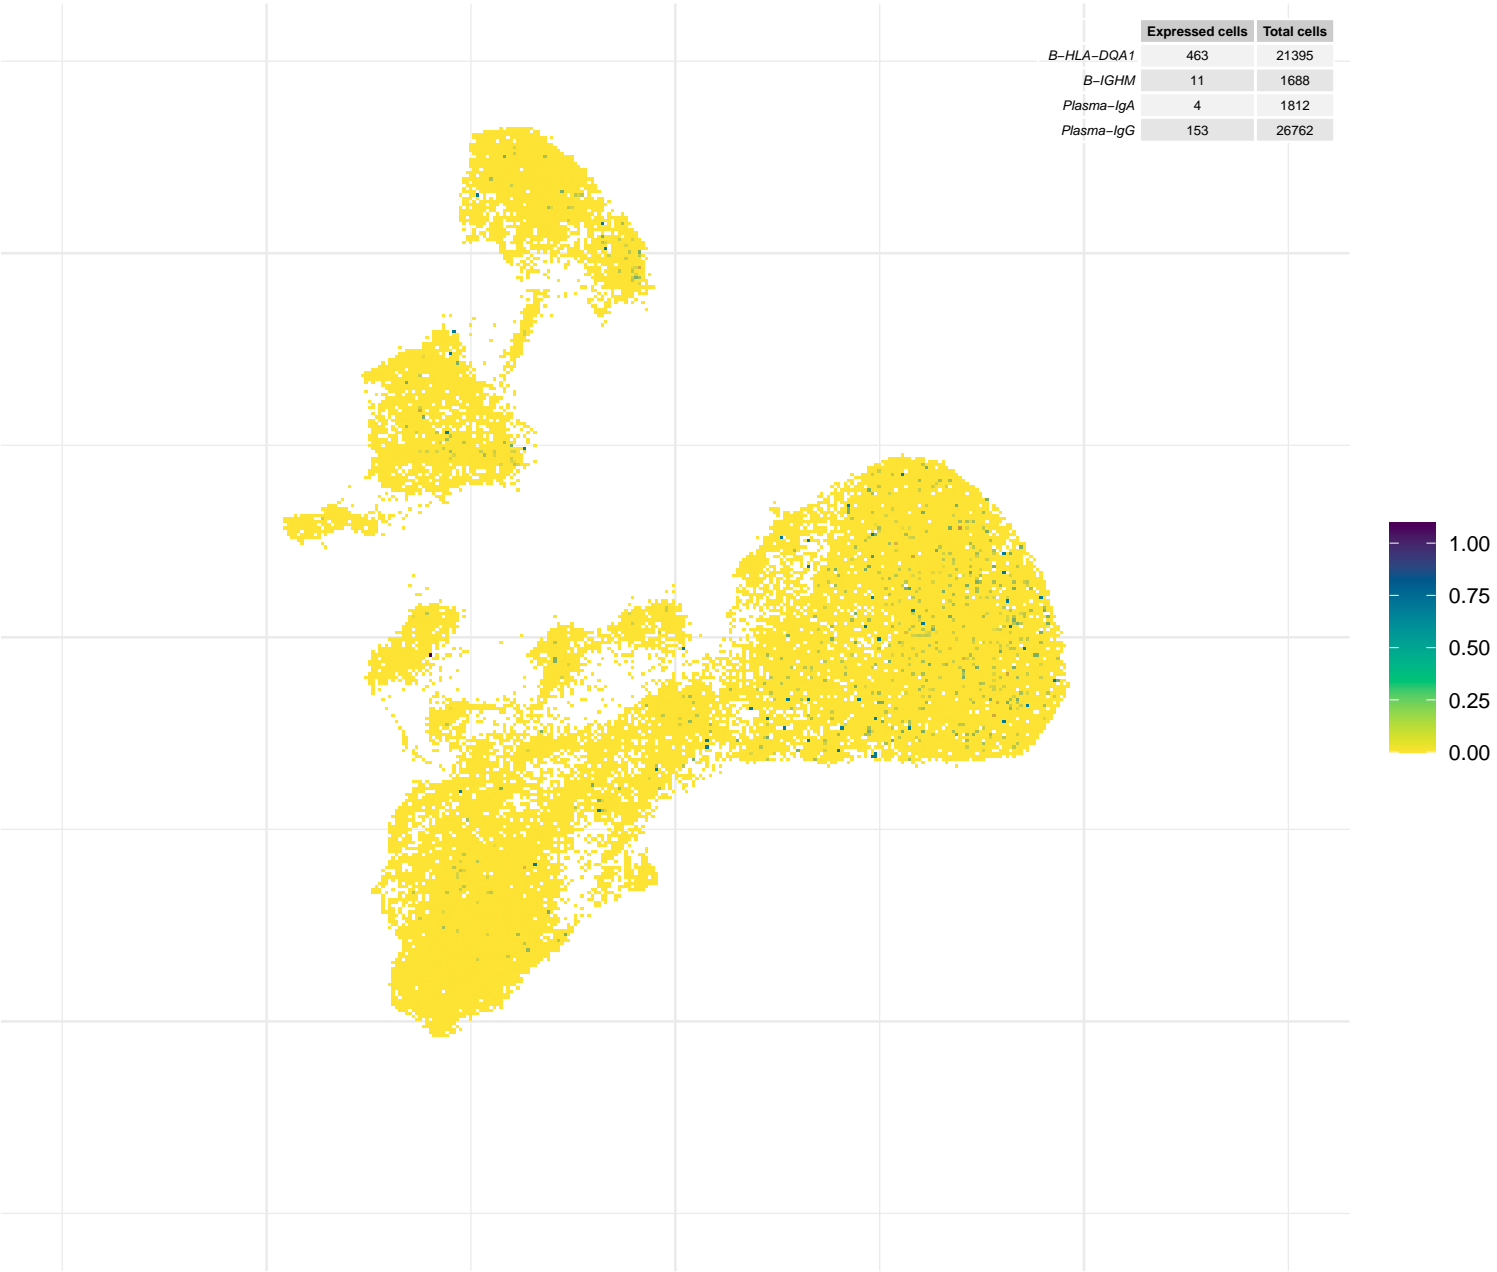 Expressed cells Total cells
B−HLA−DQA1 463 21395
B−IGHM 11 1688
Plasma−IgA 4 1812
Plasma−IgG 153 26762
1.00
0.75
0.50
0.25
0.00